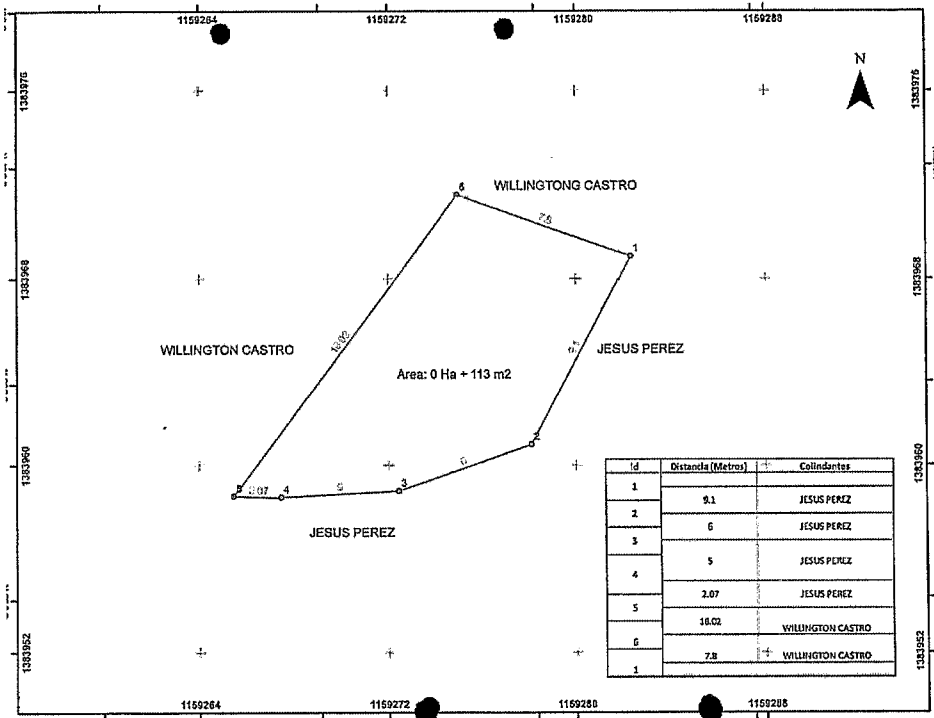 1159264 1159272 1159280 1159288
N
1383976 1383976
6 WILLINGTONG CASTRO
7.8
1
1383968 1383968
18.02
WILLINGTON CASTRO
9.1 JESUS PEREZ
Area: 0 Ha + 113 m2
2
6
1383960 1383960
5 2.07 4 5 3
JESUS PEREZ
Id Distancia (Metros) Colindantes
1
9.1 JESUS PEREZ
2
6 JESUS PEREZ
3
5 JESUS PEREZ
4
2.07 JESUS PEREZ
5
18.02 WILLINGTON CASTRO
6
7.8 WILLINGTON CASTRO
1
1383952 1383952
1159264 1159272 1159280 1159288